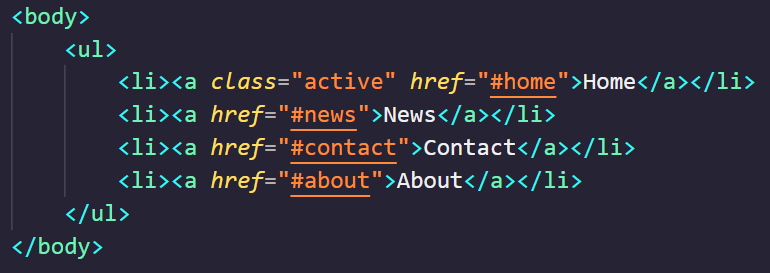 <body>
<ul>
<li><a class="active" href="#home">Home</a></li>
<li><a href="#news">News</a></li>
<li><a href="#contact">Contact</a></li>
<li><a href="#about">About</a></li>
</ul>
</body>